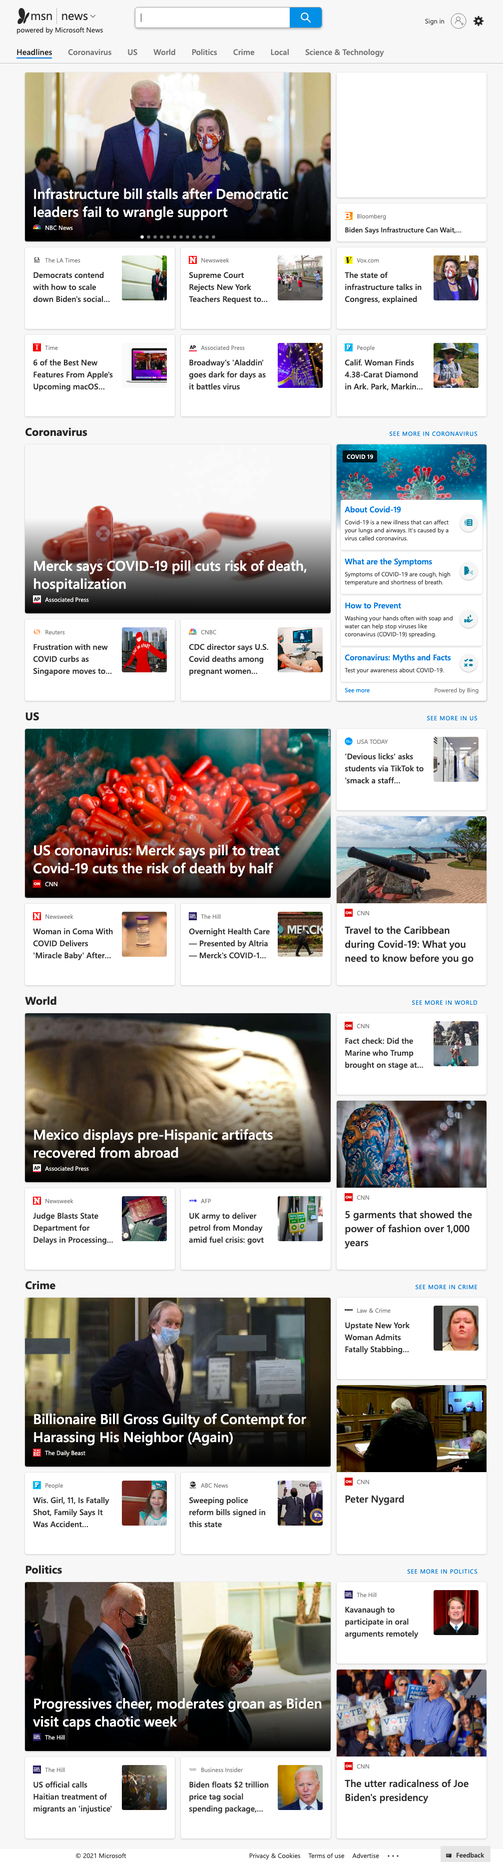 msn | news
powered by Microsoft News
Sign in
Headlines Coronavirus US World Politics Crime Local Science & Technology
Infrastructure bill stalls after Democratic
leaders fail to wrangle support
NBC News
Bloomberg
Biden Says Infrastructure Can Wait,...
The LA Times
Democrats contend
with how to scale
down Biden's social...
Newsweek
Supreme Court
Rejects New York
Teachers Request to...
Vox.com
The state of
infrastructure talks in
Congress, explained
Time
6 of the Best New
Features From Apple's
Upcoming macOS...
Associated Press
Broadway's 'Aladdin'
goes dark for days as
it battles virus
People
Calif. Woman Finds
4.38-Carat Diamond
in Ark. Park, Markin...
Coronavirus
SEE MORE IN CORONAVIRUS
Merck says COVID-19 pill cuts risk of death,
hospitalization
Associated Press
COVID 19
About Covid-19
Covid-19 is a new illness that can affect
your lungs and airways. It's caused by a
virus called coronavirus.
What are the Symptoms
Symptoms of COVID-19 are cough, high
temperature and shortness of breath.
How to Prevent
Washing your hands often with soap and
water can help stop viruses like
coronavirus (COVID-19) spreading.
Coronavirus: Myths and Facts
Test your awareness about COVID-19.
See more
Powered by Bing
Reuters
Frustration with new
COVID curbs as
Singapore moves to...
CNBC
CDC director says U.S.
Covid deaths among
pregnant women...
US
SEE MORE IN US
US coronavirus: Merck says pill to treat
Covid-19 cuts the risk of death by half
CNN
USA TODAY
'Devious licks' asks
students via TikTok to
'smack a staff...
CNN
Travel to the Caribbean
during Covid-19: What you
need to know before you go
Newsweek
Woman in Coma With
COVID Delivers
'Miracle Baby' After...
The Hill
Overnight Health Care
— Presented by Altria
— Merck's COVID-1...
MERCK
World
SEE MORE IN WORLD
Mexico displays pre-Hispanic artifacts
recovered from abroad
Associated Press
CNN
Fact check: Did the
Marine who Trump
brought on stage at...
CNN
5 garments that showed the
power of fashion over 1,000
years
Newsweek
Judge Blasts State
Department for
Delays in Processing...
AFP
UK army to deliver
petrol from Monday
amid fuel crisis: govt
Crime
SEE MORE IN CRIME
Billionaire Bill Gross Guilty of Contempt for
Harassing His Neighbor (Again)
The Daily Beast
Law & Crime
Upstate New York
Woman Admits
Fatally Stabbing...
CNN
Peter Nygard
People
Wis. Girl, 11, Is Fatally
Shot, Family Says It
Was Accident...
ABC News
Sweeping police
reform bills signed in
this state
Politics
SEE MORE IN POLITICS
Progressives cheer, moderates groan as Biden
visit caps chaotic week
The Hill
The Hill
Kavanaugh to
participate in oral
arguments remotely
CNN
The utter radicalness of Joe
Biden's presidency
The Hill
US official calls
Haitian treatment of
migrants an 'injustice'
Business Insider
Biden floats $2 trillion
price tag social
spending package,...
© 2021 Microsoft
Privacy & Cookies Terms of use Advertise ...
Feedback